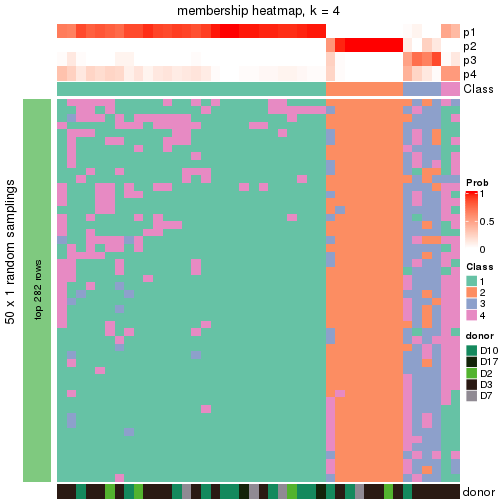 membership heatmap, k = 4
p1
p2
p3
p4
Class
50 x 1 random samplings
top 282 rows
Prob
1
0.5
0
Class
1
2
3
4
donor
D10
D17
D2
D3
D7
donor